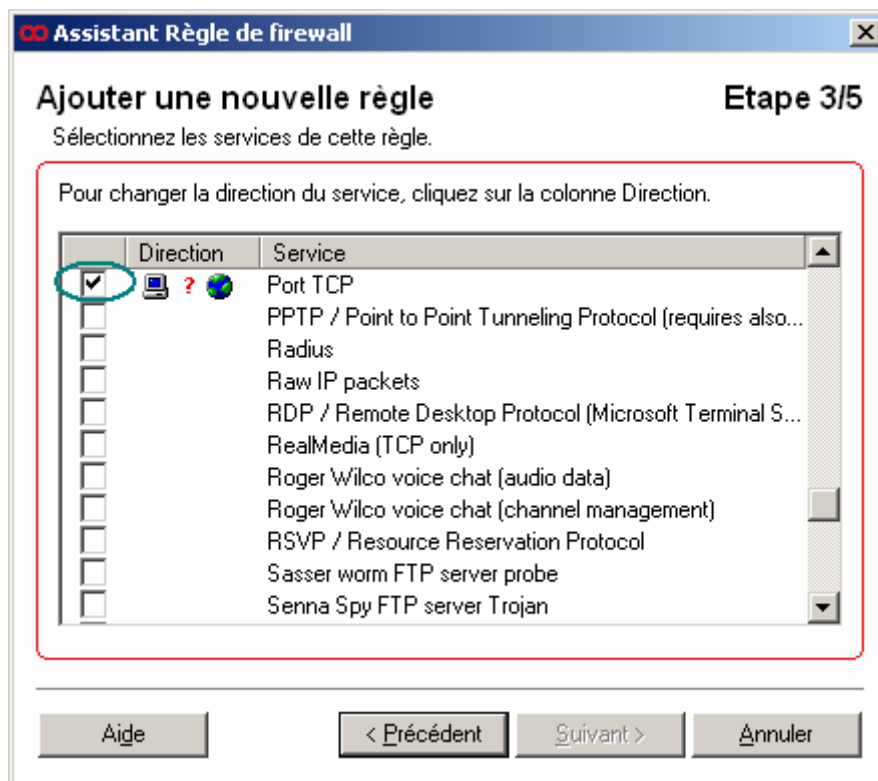 Assistant Règle de firewall
Ajouter une nouvelle règle
Etape 3/5
Sélectionnez les services de cette règle.
Pour changer la direction du service, cliquez sur la colonne Direction.
Direction Service
? Port TCP
PPTP / Point to Point Tunneling Protocol (requires also...
Radius
Raw IP packets
RDP / Remote Desktop Protocol (Microsoft Terminal S...
RealMedia (TCP only)
Roger Wilco voice chat (audio data)
Roger Wilco voice chat (channel management)
RSVP / Resource Reservation Protocol
Sasser worm FTP server probe
Senna Spy FTP server Trojan
Aide
< Précédent
Suivant >
Annuler